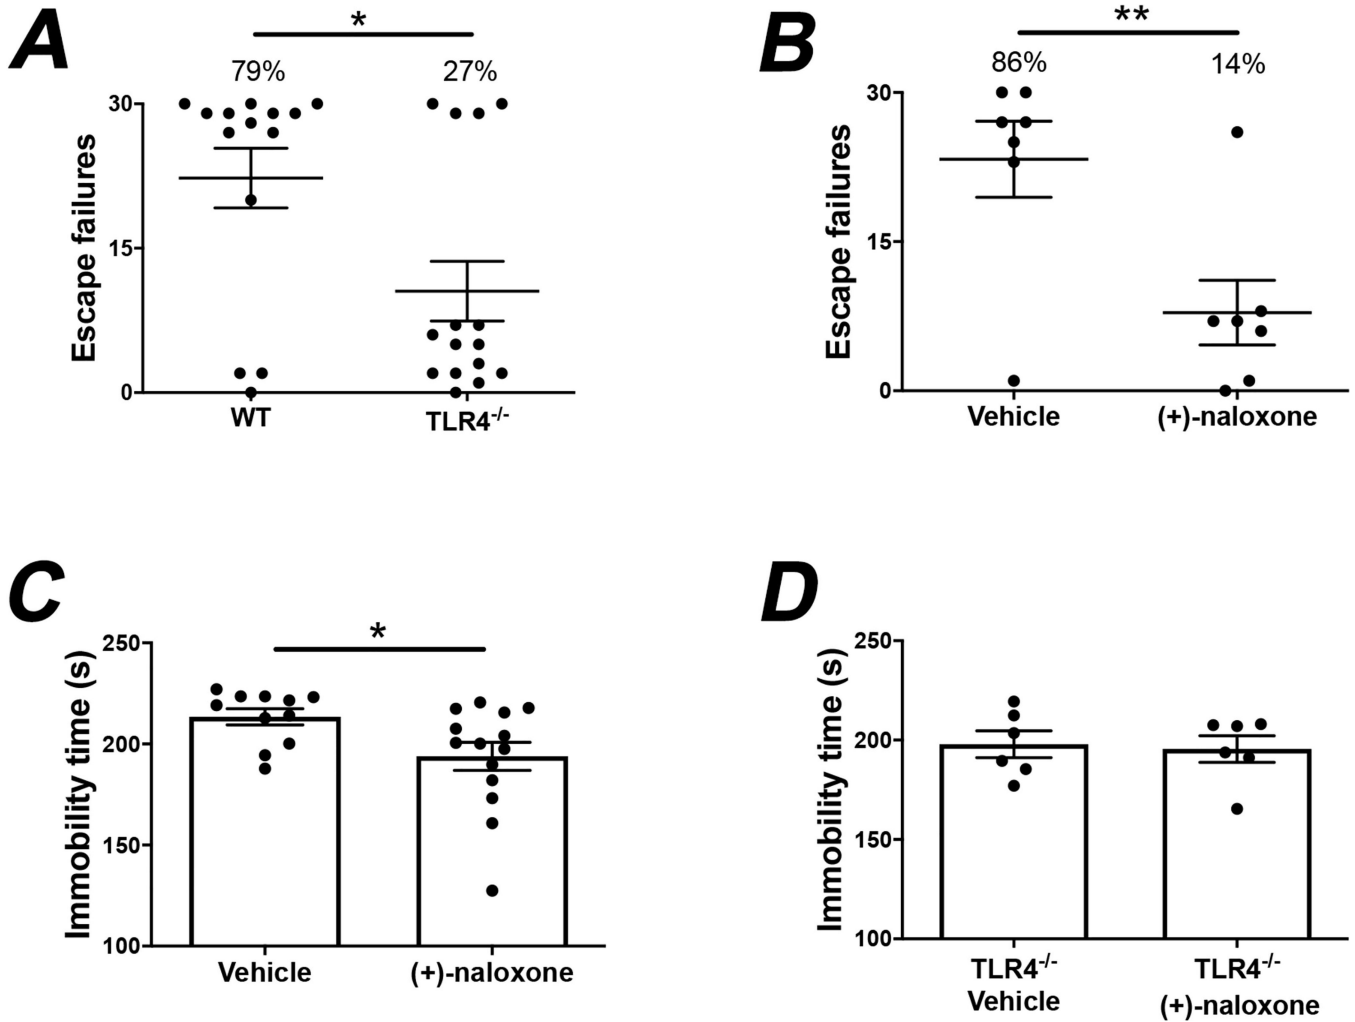 A
*
79%
27%
Escape failures
30
15
0
WT
TLR4-/-
B
**
86%
14%
Escape failures
30
15
0
Vehicle
(+)-naloxone
C
*
Immobility time (s)
250
200
150
100
Vehicle
(+)-naloxone
D
Immobility time (s)
250
200
150
100
TLR4-/-
Vehicle
TLR4-/-
(+)-naloxone